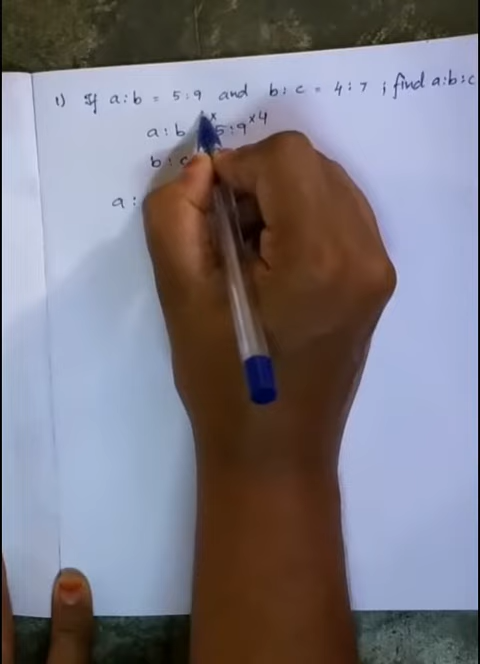 1) If a:b = 5:9 and b:c = 4:7 ; find a:b:c
a:b 5:9 ×4
b:c
a: